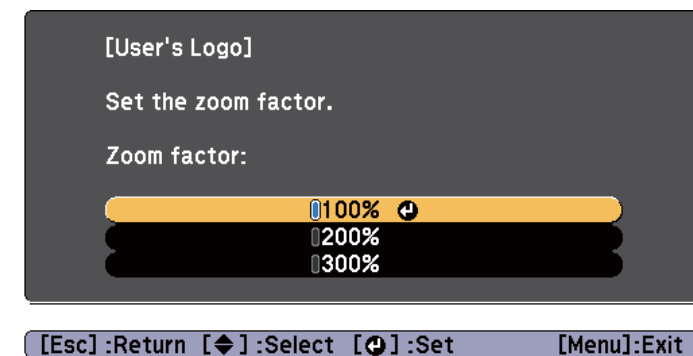 [User's Logo]
Set the zoom factor.
Zoom factor:
100%
200%
300%
[Esc] :Return [◆] :Select [⏎] :Set [Menu]:Exit